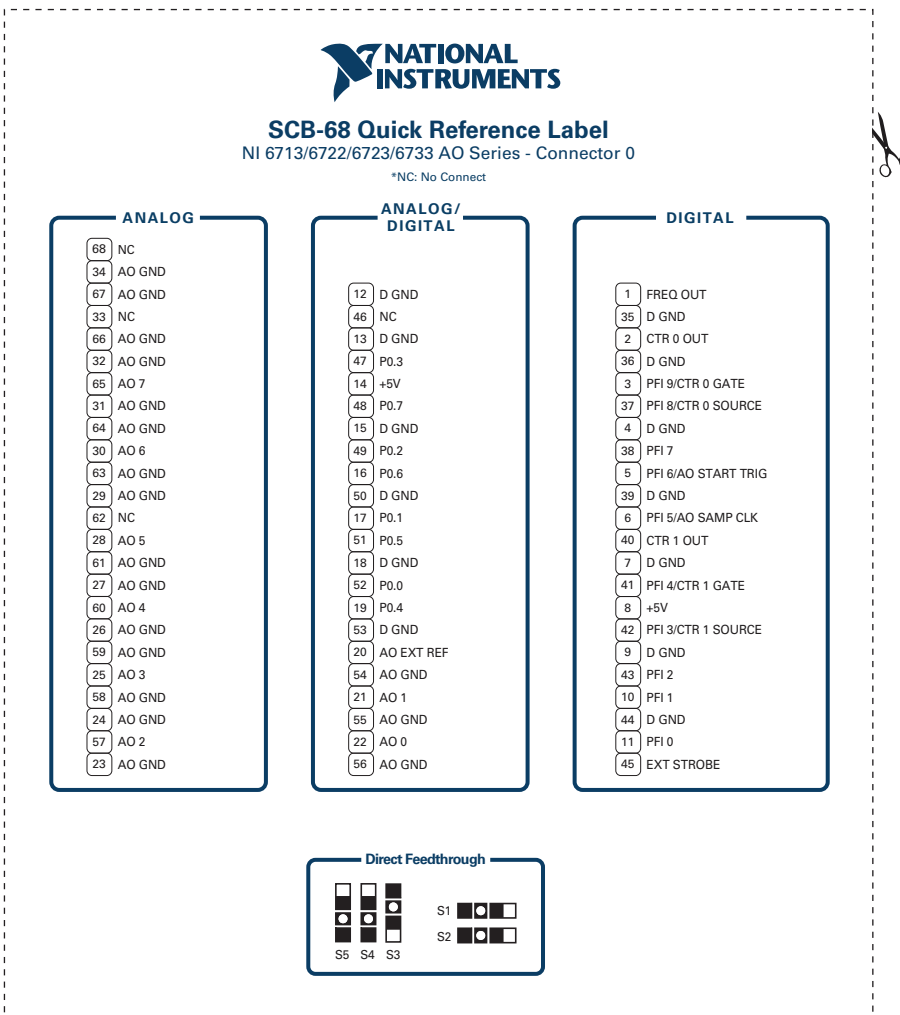 NATIONAL
INSTRUMENTS
SCB-68 Quick Reference Label
NI 6713/6722/6723/6733 AO Series - Connector 0
*NC: No Connect
ANALOG
68 NC
34 AO GND
67 AO GND
33 NC
66 AO GND
32 AO GND
65 AO 7
31 AO GND
64 AO GND
30 AO 6
63 AO GND
29 AO GND
62 NC
28 AO 5
61 AO GND
27 AO GND
60 AO 4
26 AO GND
59 AO GND
25 AO 3
58 AO GND
24 AO GND
57 AO 2
23 AO GND
ANALOG/
DIGITAL
12 D GND
46 NC
13 D GND
47 P0.3
14 +5V
48 P0.7
15 D GND
49 P0.2
16 P0.6
50 D GND
17 P0.1
51 P0.5
18 D GND
52 P0.0
19 P0.4
53 D GND
20 AO EXT REF
54 AO GND
21 AO 1
55 AO GND
22 AO 0
56 AO GND
DIGITAL
1 FREQ OUT
35 D GND
2 CTR 0 OUT
36 D GND
3 PFI 9/CTR 0 GATE
37 PFI 8/CTR 0 SOURCE
4 D GND
38 PFI 7
5 PFI 6/AO START TRIG
39 D GND
6 PFI 5/AO SAMP CLK
40 CTR 1 OUT
7 D GND
41 PFI 4/CTR 1 GATE
8 +5V
42 PFI 3/CTR 1 SOURCE
9 D GND
43 PFI 2
10 PFI 1
44 D GND
11 PFI 0
45 EXT STROBE
Direct Feedthrough
S1
S2
S5 S4 S3